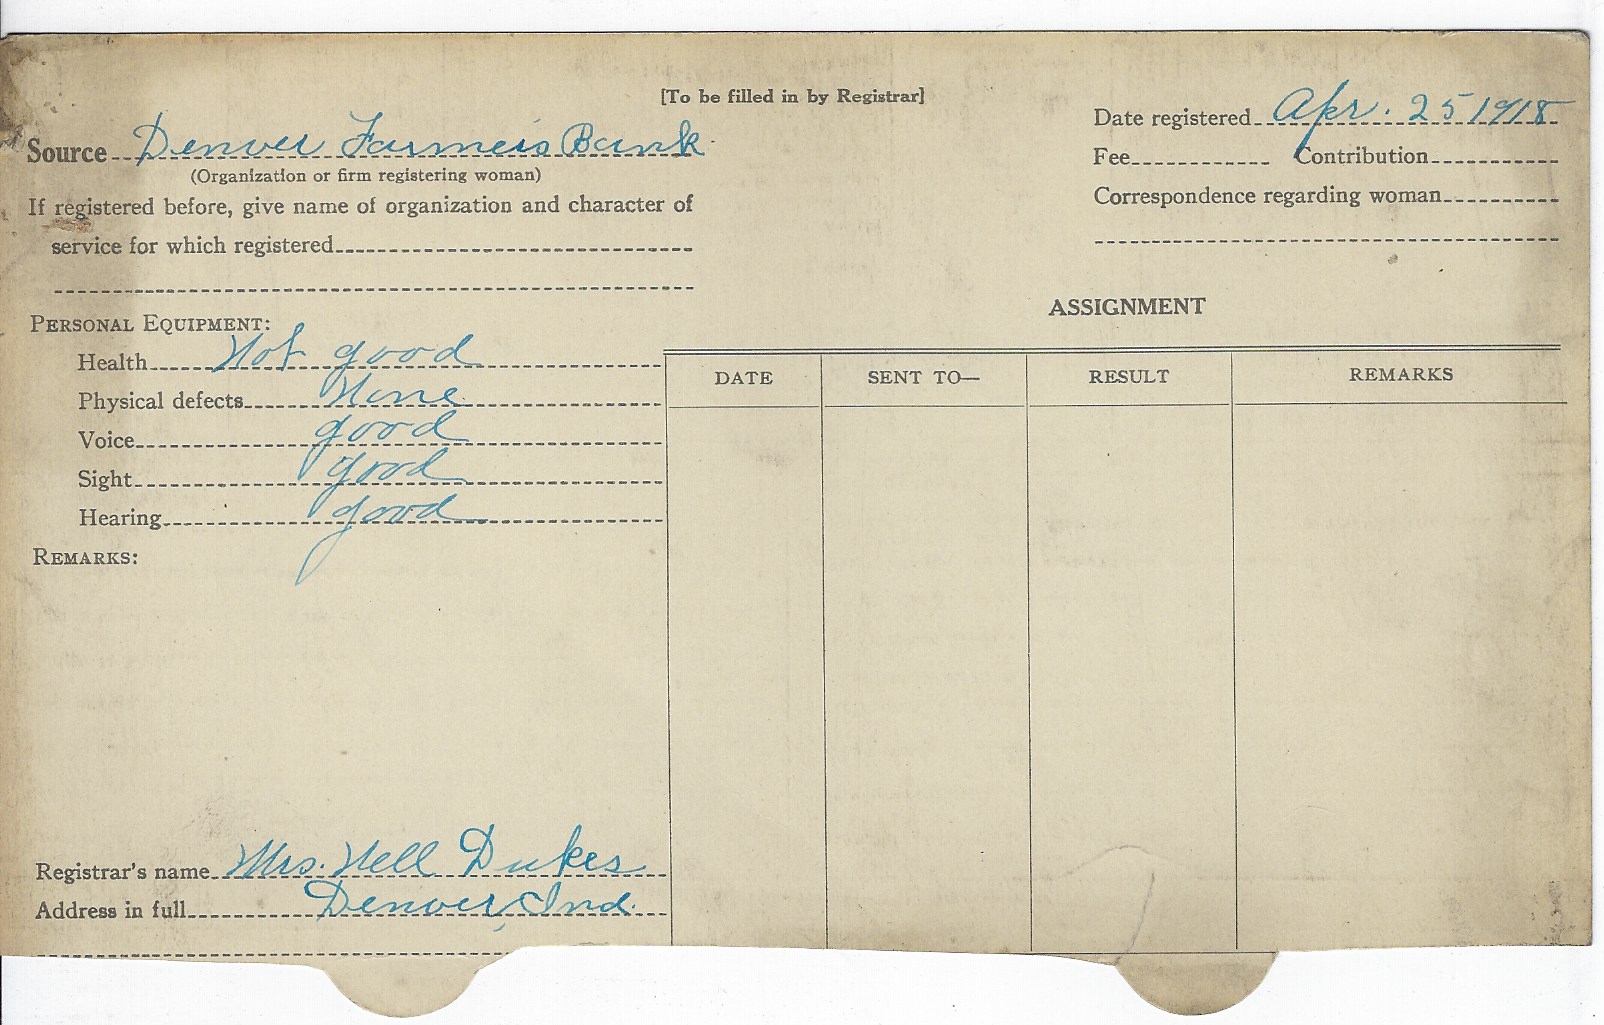 [To be filled in by Registrar]
Source Denver Farmers Bank
(Organization or firm registering woman)
If registered before, give name of organization and character of
service for which registered
Date registered Apr. 25 1918
Fee Contribution
Correspondence regarding woman
PERSONAL EQUIPMENT:
Health Not good
Physical defects None
Voice good
Sight good
Hearing good
REMARKS:
ASSIGNMENT
DATE SENT TO— RESULT REMARKS
Registrar's name Mrs. Nell Dukes
Address in full Denver, Ind.